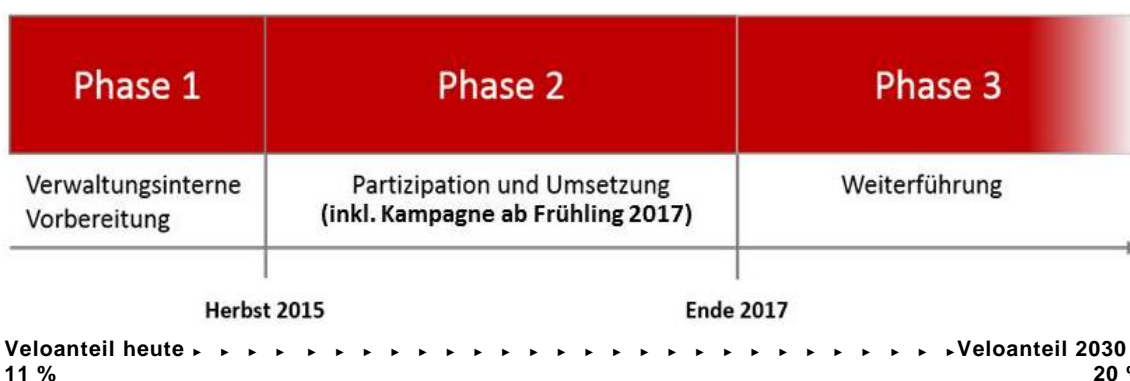 Phase 1 Phase 2 Phase 3
Verwaltungsinterne Vorbereitung
Partizipation und Umsetzung
(inkl. Kampagne ab Frühling 2017)
Weiterführung
Herbst 2015 Ende 2017
Veloanteil heute ► ► ► ► ► ► ► ► ► ► ► ► ► ► ► ► ► ► ► ► ► ► ► ► ► ► ►Veloanteil 2030
11 % 20